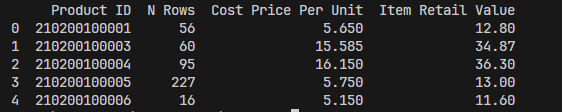 Product ID N Rows Cost Price Per Unit Item Retail Value
0 210200100001 56 5.650 12.80
1 210200100003 60 15.585 34.87
2 210200100004 95 16.150 36.30
3 210200100005 227 5.750 13.00
4 210200100006 16 5.150 11.60